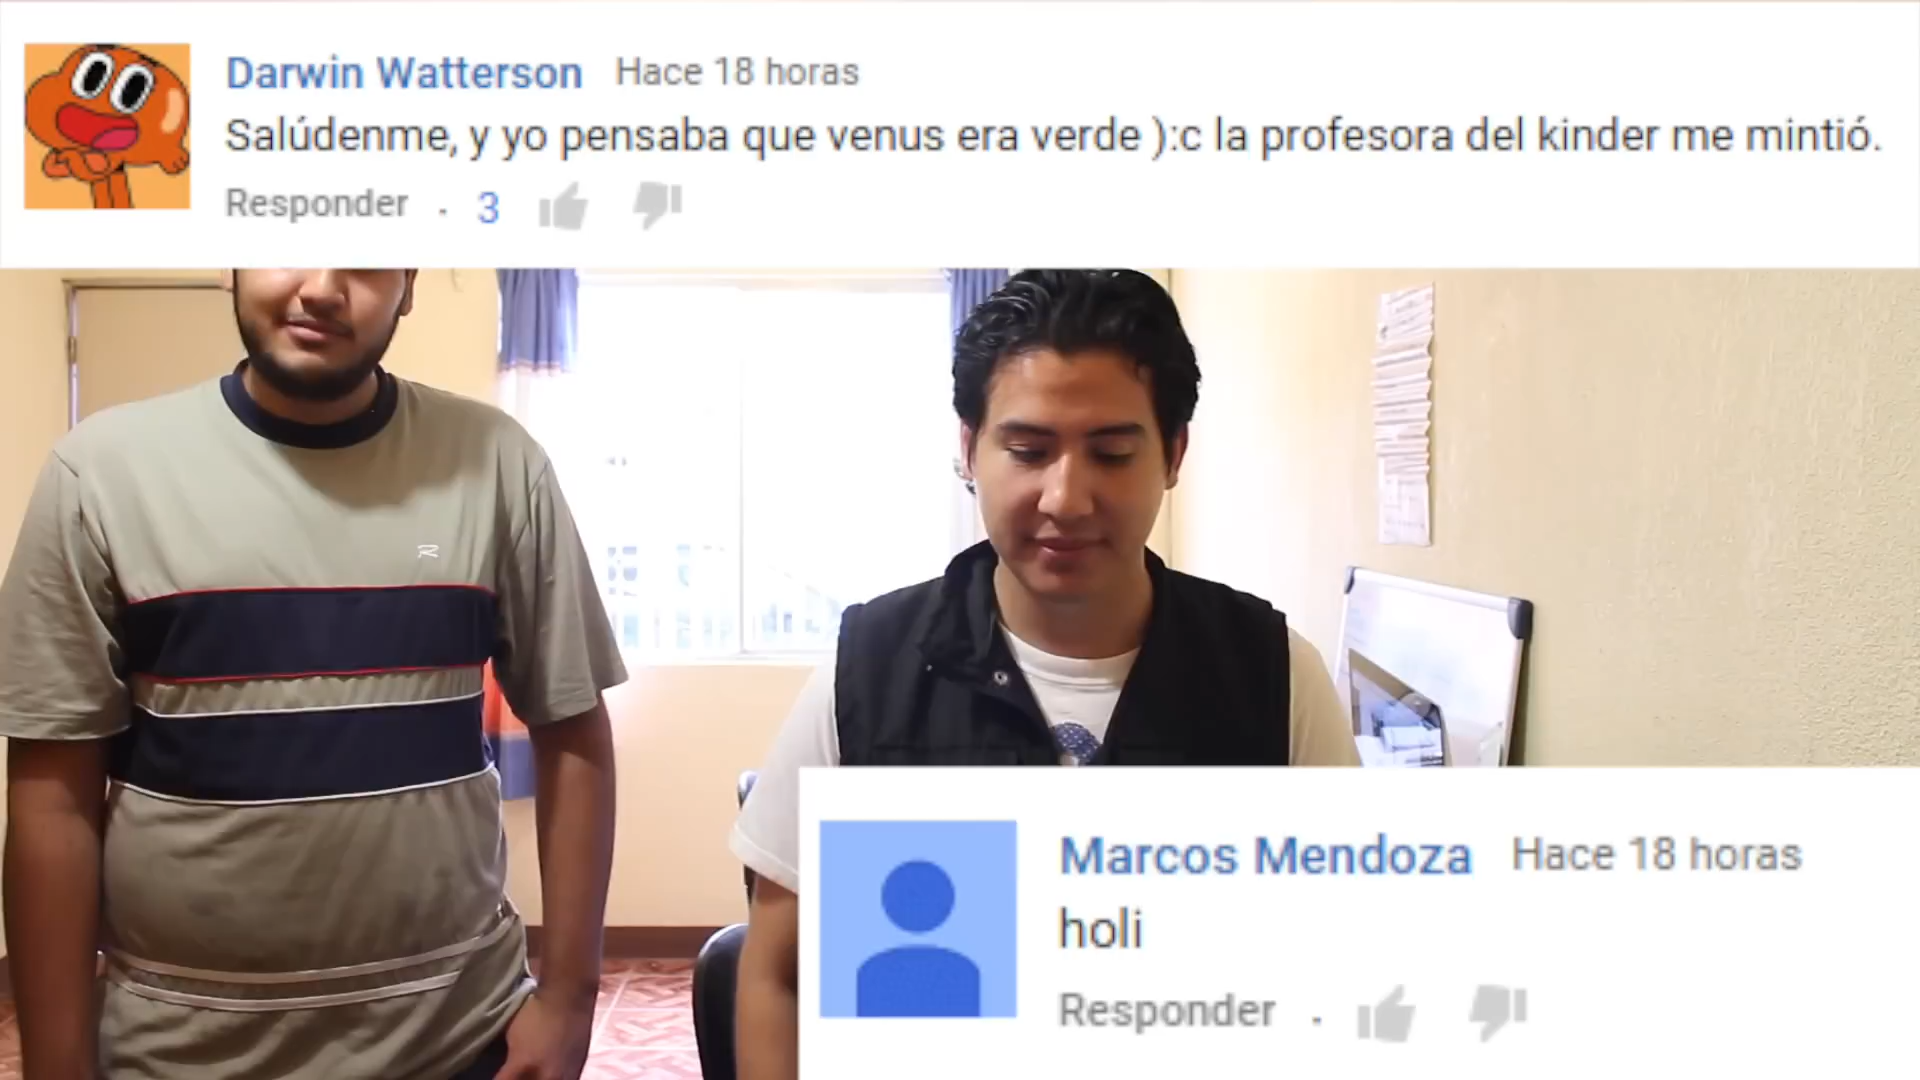 Darwin Watterson Hace 18 horas
Salúdenme, y yo pensaba que venus era verde ):c la profesora del kinder me mintió.
Responder . 3
R
Marcos Mendoza Hace 18 horas
holi
Responder .